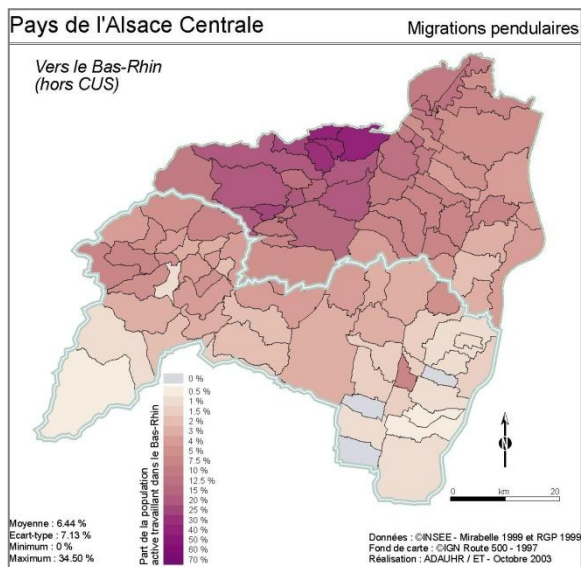 Pays de l'Alsace Centrale
Migrations pendulaires
Vers le Bas-Rhin
(hors CUS)
Part de la population
active travaillant dans le Bas-Rhin
0 %
0.5 %
1 %
1.5 %
2 %
3 %
4 %
5 %
7.5 %
10 %
12.5 %
15 %
20 %
25 %
30 %
40 %
50 %
60 %
70 %
N
0
km
20
Moyenne : 6.44 %
Ecart-type : 7.13 %
Minimum : 0 %
Maximum : 34.50 %
Données : ©INSEE - Mirabelle 1999 et RGP 1999
Fond de carte : ©IGN Route 500 - 1997
Réalisation : ADAUHR / ET - Octobre 2003